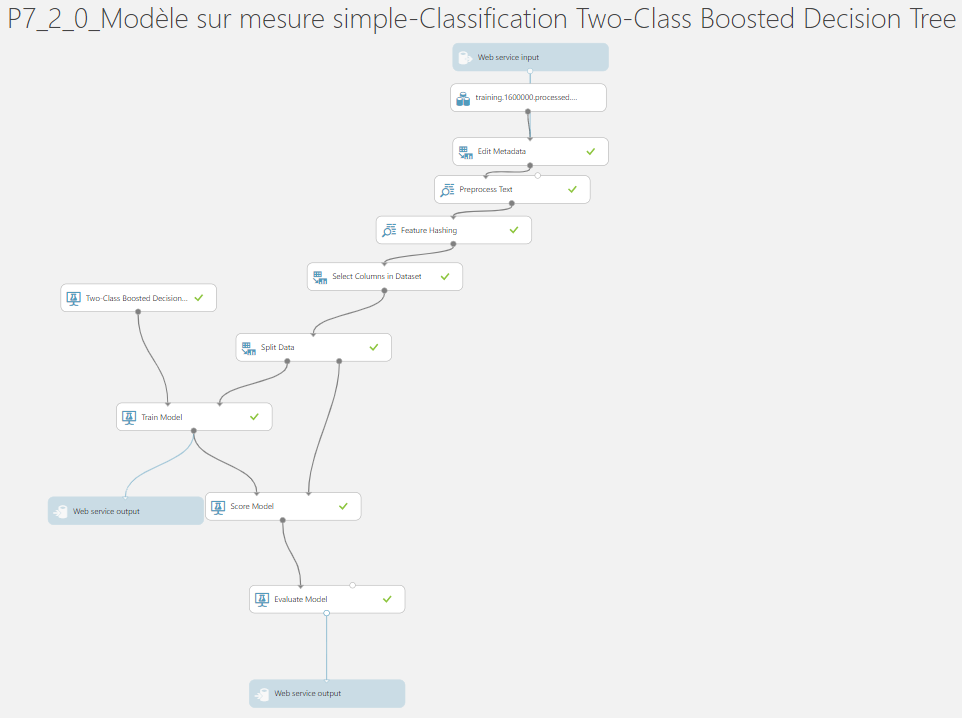 P7_2_0_Modèle sur mesure simple-Classification Two-Class Boosted Decision Tree
Web service input
training.1600000.processed....
Edit Metadata
Preprocess Text
Feature Hashing
Select Columns in Dataset
Two-Class Boosted Decision...
Split Data
Train Model
Score Model
Web service output
Evaluate Model
Web service output